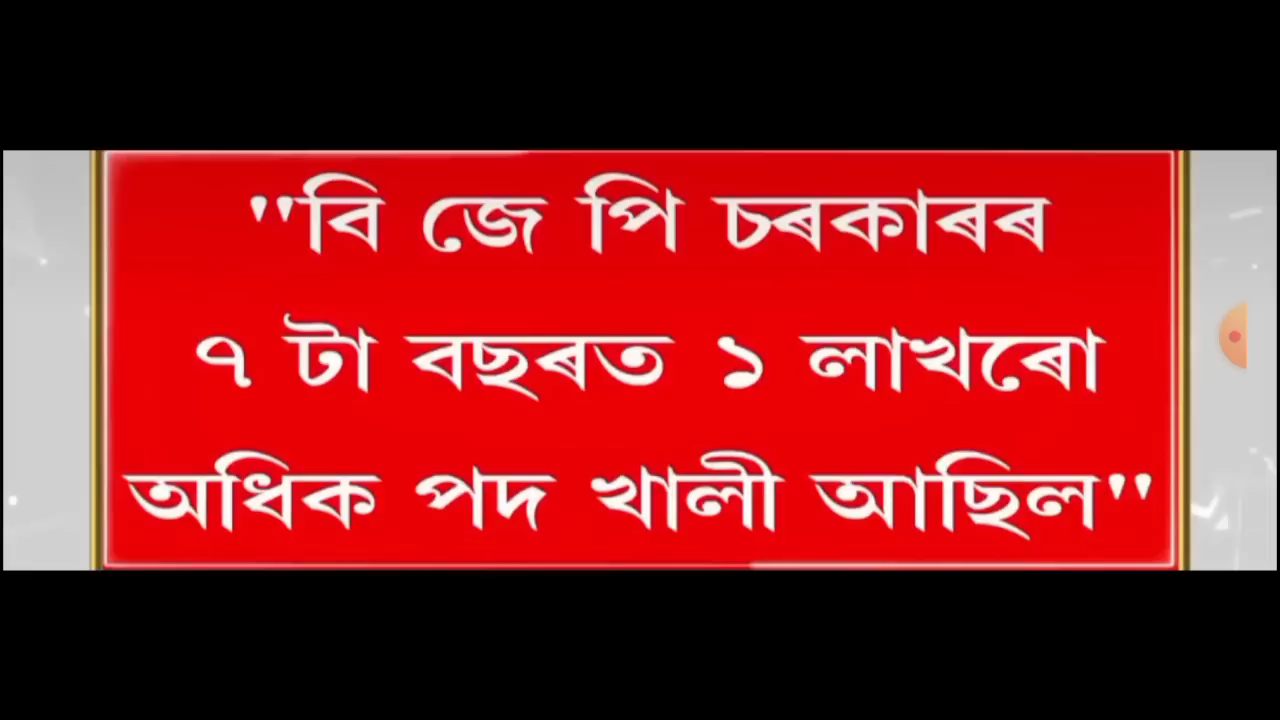 ''বি জে পি চৰকাৰৰ
৭ টা বছৰত ১ লাখৰো
অধিক পদ খালী আছিল''